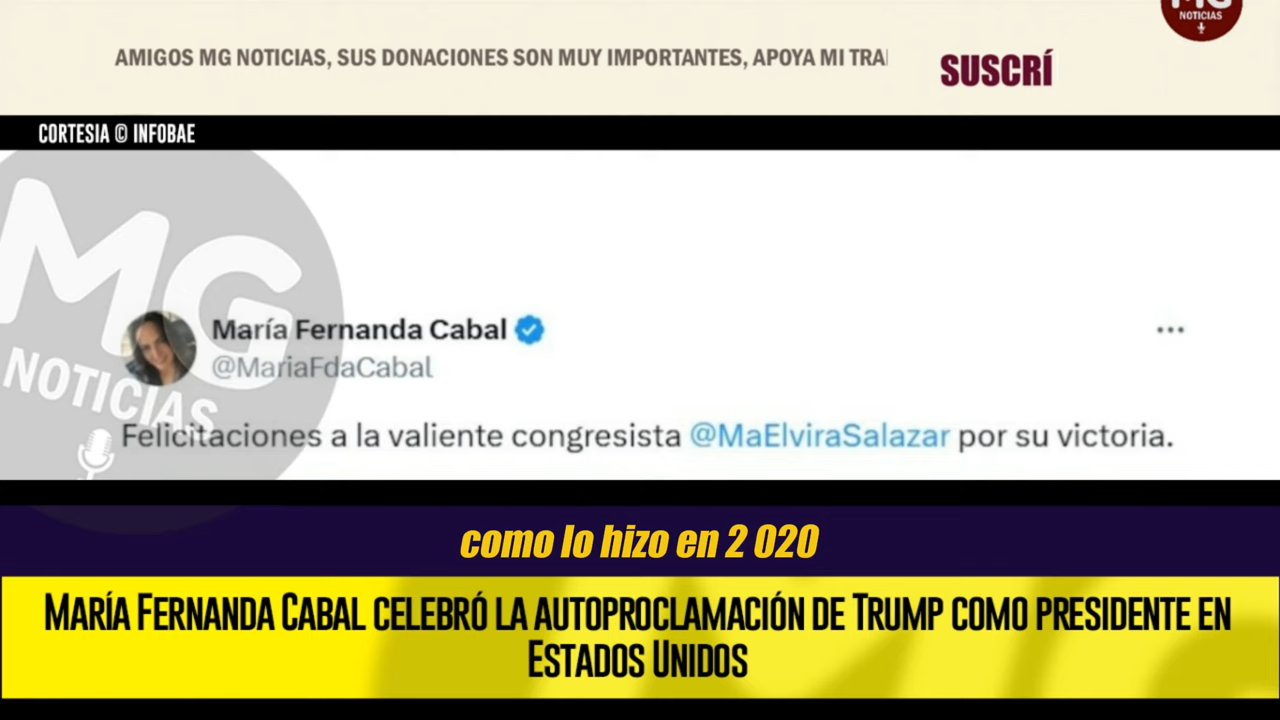 MG
NOTICIAS
AMIGOS MG NOTICIAS, SUS DONACIONES SON MUY IMPORTANTES, APOYA MI TRA
SUSCRÍ
CORTESIA © INFOBAE
MG
NOTICIAS
María Fernanda Cabal
@MariaFdaCabal
Felicitaciones a la valiente congresista @MaElviraSalazar por su victoria.
como lo hizo en 2 020
MARÍA FERNANDA CABAL CELEBRÓ LA AUTOPROCLAMACIÓN DE TRUMP COMO PRESIDENTE EN
ESTADOS UNIDOS